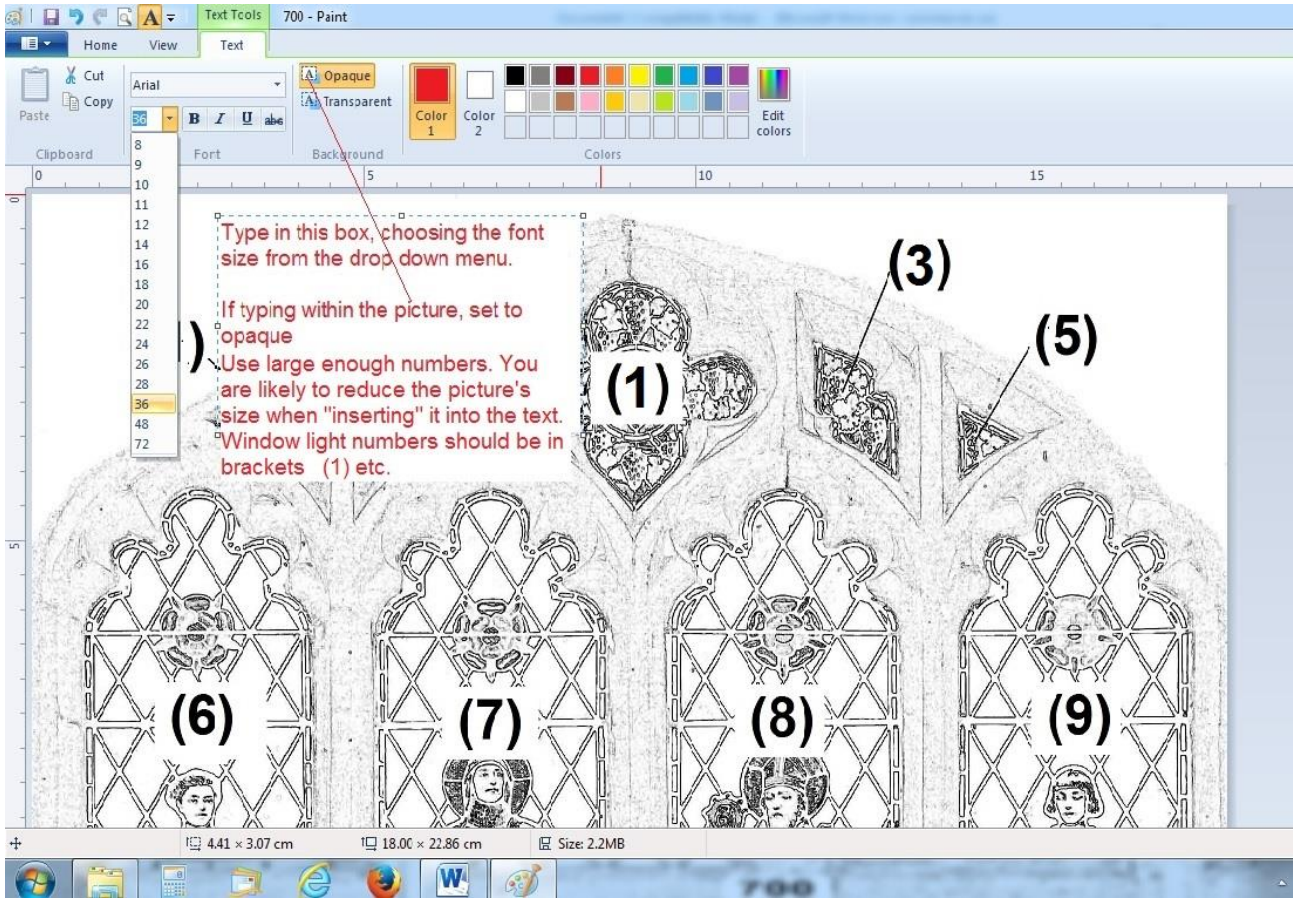 Text Tools
700 - Paint
Home View Text
Cut
Copy
Paste
Clipboard
Arial
36
B I U abc
Font
Opaque
Transparent
Background
Color 1
Color 2
Edit colors
Colors
0 5 10 15
0
5
8
9
10
11
12
14
16
18
20
22
24
26
28
36
48
72
Type in this box, choosing the font
size from the drop down menu.
If typing within the picture, set to
opaque
Use large enough numbers. You
are likely to reduce the picture's
size when "inserting" it into the text.
Window light numbers should be in
brackets (1) etc.
(1)
(3)
(5)
(6)
(7)
(8)
(9)
4.41 × 3.07 cm
18.00 × 22.86 cm
Size: 2.2MB
700